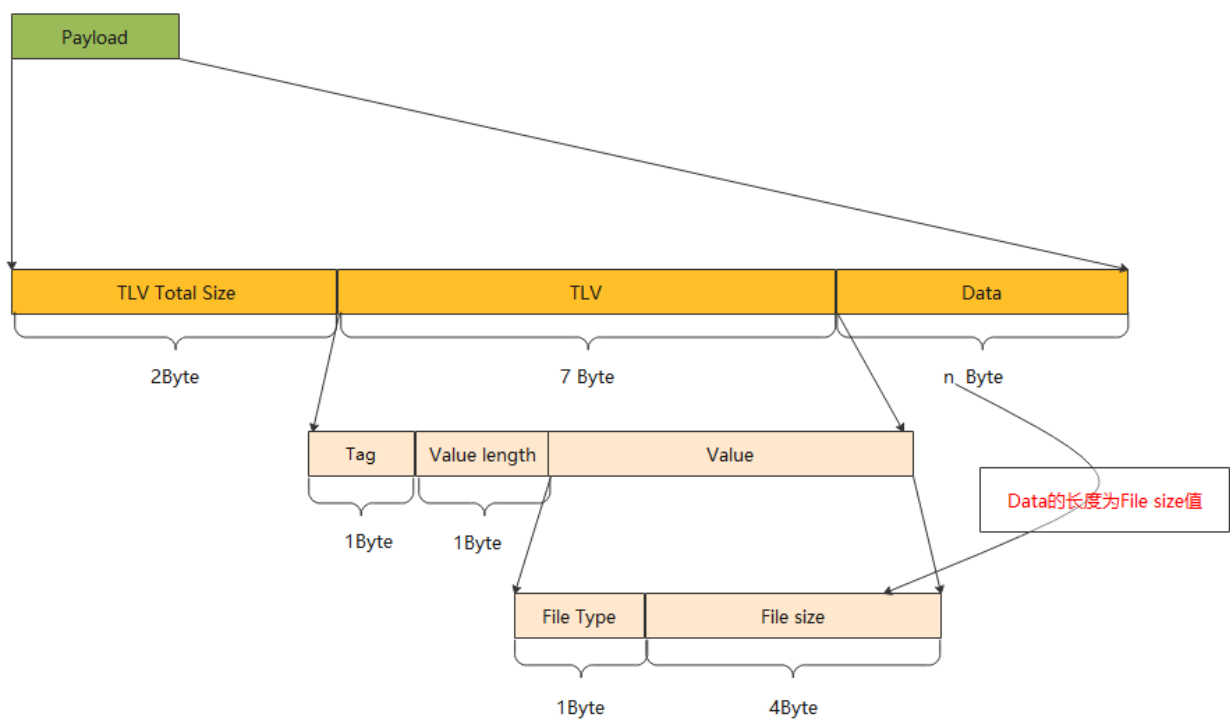 Payload
TLV Total Size
TLV
Data
2Byte
7 Byte
n Byte
Tag
Value length
Value
Data的长度为File size值
1Byte
1Byte
File Type
File size
1Byte
4Byte